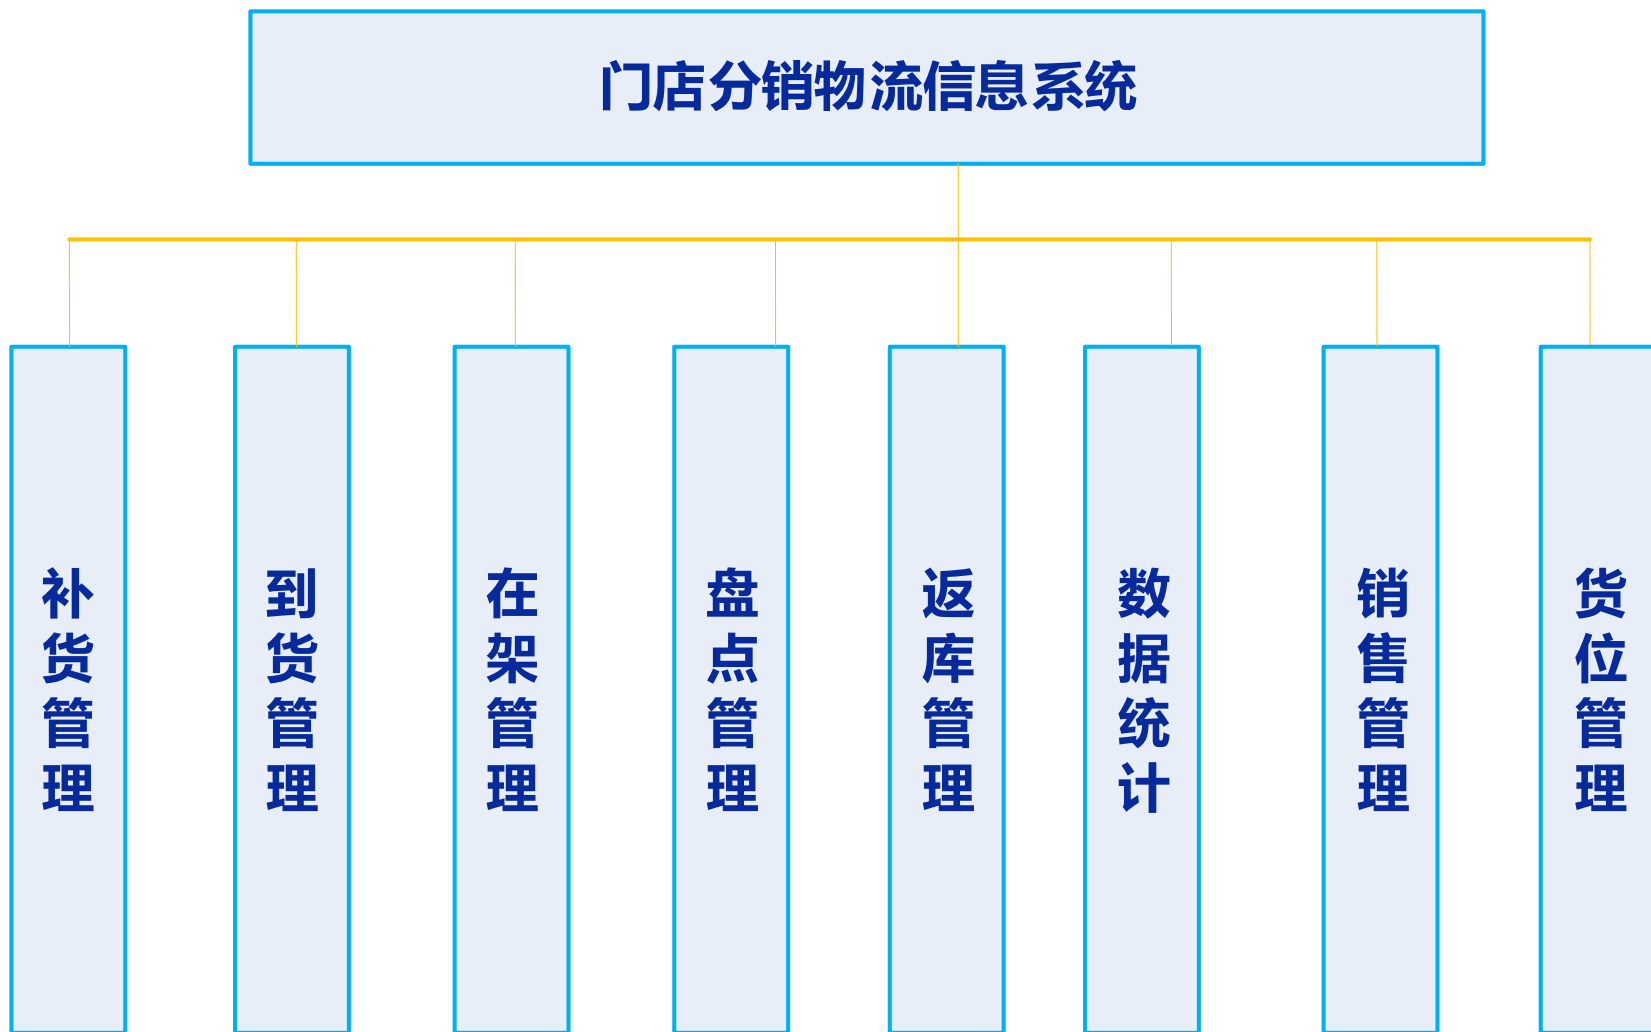 门店分销物流信息系统
补货管理
到货管理
在架管理
盘点管理
返库管理
数据统计
销售管理
货位管理